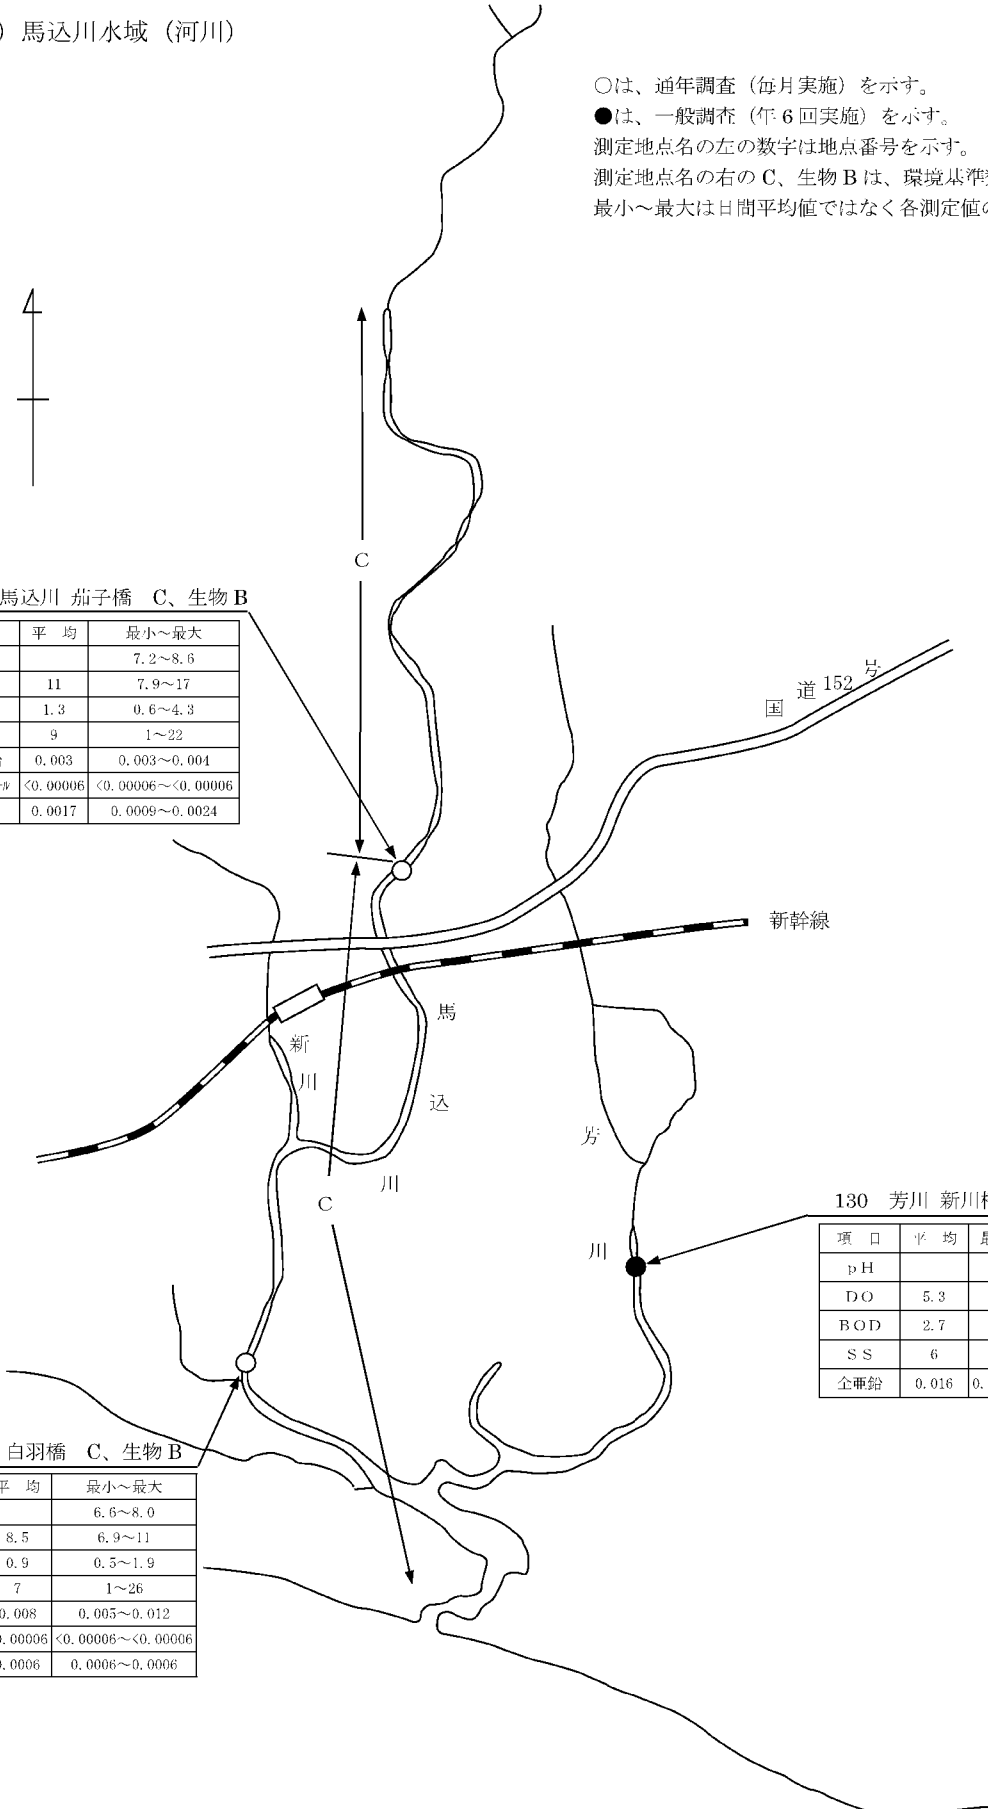 ) 馬込川水域（河川）
○は、通年調査（毎月実施）を示す。
●は、一般調査（年 6 回実施）を示す。
測定地点名の左の数字は地点番号を示す。
測定地点名の右の C、生物 B は、環境基準
最小～最大は日間平均値ではなく各測定値の
C
馬込川 茄子橋 C、生物 B
平 均 最小～最大
7.2～8.6
11 7.9～17
1.3 0.6～4.3
9 1～22
0.003 0.003～0.004
ル <0.00006 <0.00006～<0.00006
0.0017 0.0009～0.0024
国 道 152 号
新幹線
新
川
馬
込
川
芳
川
C
130 芳川 新川
項 目 平 均 最
pH
DO 5.3
BOD 2.7
SS 6
全亜鉛 0.016 0.
白羽橋 C、生物 B
平 均 最小～最大
6.6～8.0
8.5 6.9～11
0.9 0.5～1.9
7 1～26
0.008 0.005～0.012
0.00006 <0.00006～<0.00006
0.0006 0.0006～0.0006